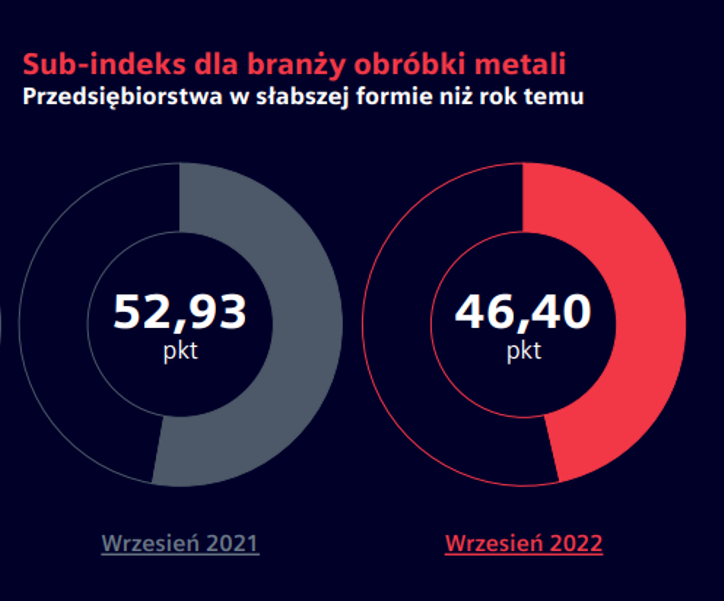 Sub-indeks dla branży obróbki metali
Przedsiębiorstwa w słabszej formie niż rok temu
52,93
pkt
46,40
pkt
Wrzesień 2021
Wrzesień 2022